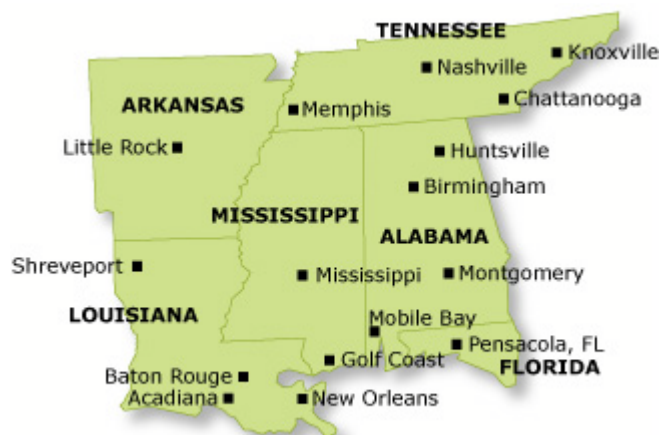 TENNESSEE
Knoxville
Nashville
ARKANSAS
Memphis
Chattanooga
Little Rock
Huntsville
Birmingham
MISSISSIPPI
ALABAMA
Shreveport
Mississippi
Montgomery
LOUISIANA
Mobile Bay
Pensacola, FL
Golf Coast
FLORIDA
Baton Rouge
Acadiana
New Orleans